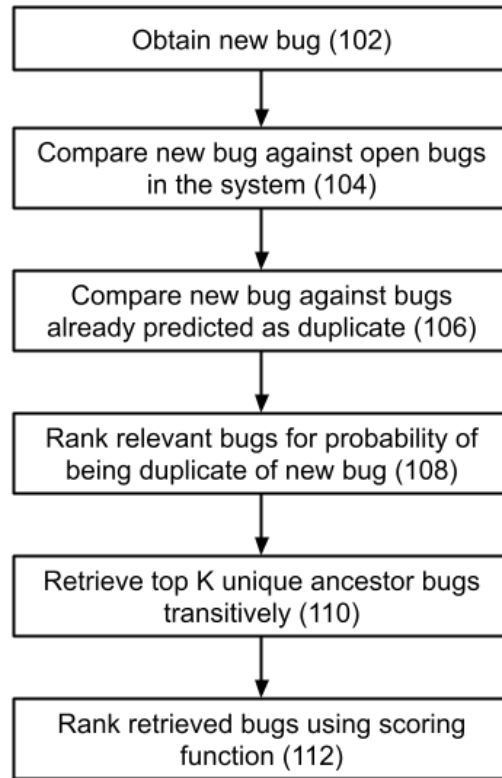 Obtain new bug (102)
Compare new bug against open bugs
in the system (104)
Compare new bug against bugs
already predicted as duplicate (106)
Rank relevant bugs for probability of
being duplicate of new bug (108)
Retrieve top K unique ancestor bugs
transitively (110)
Rank retrieved bugs using scoring
function (112)